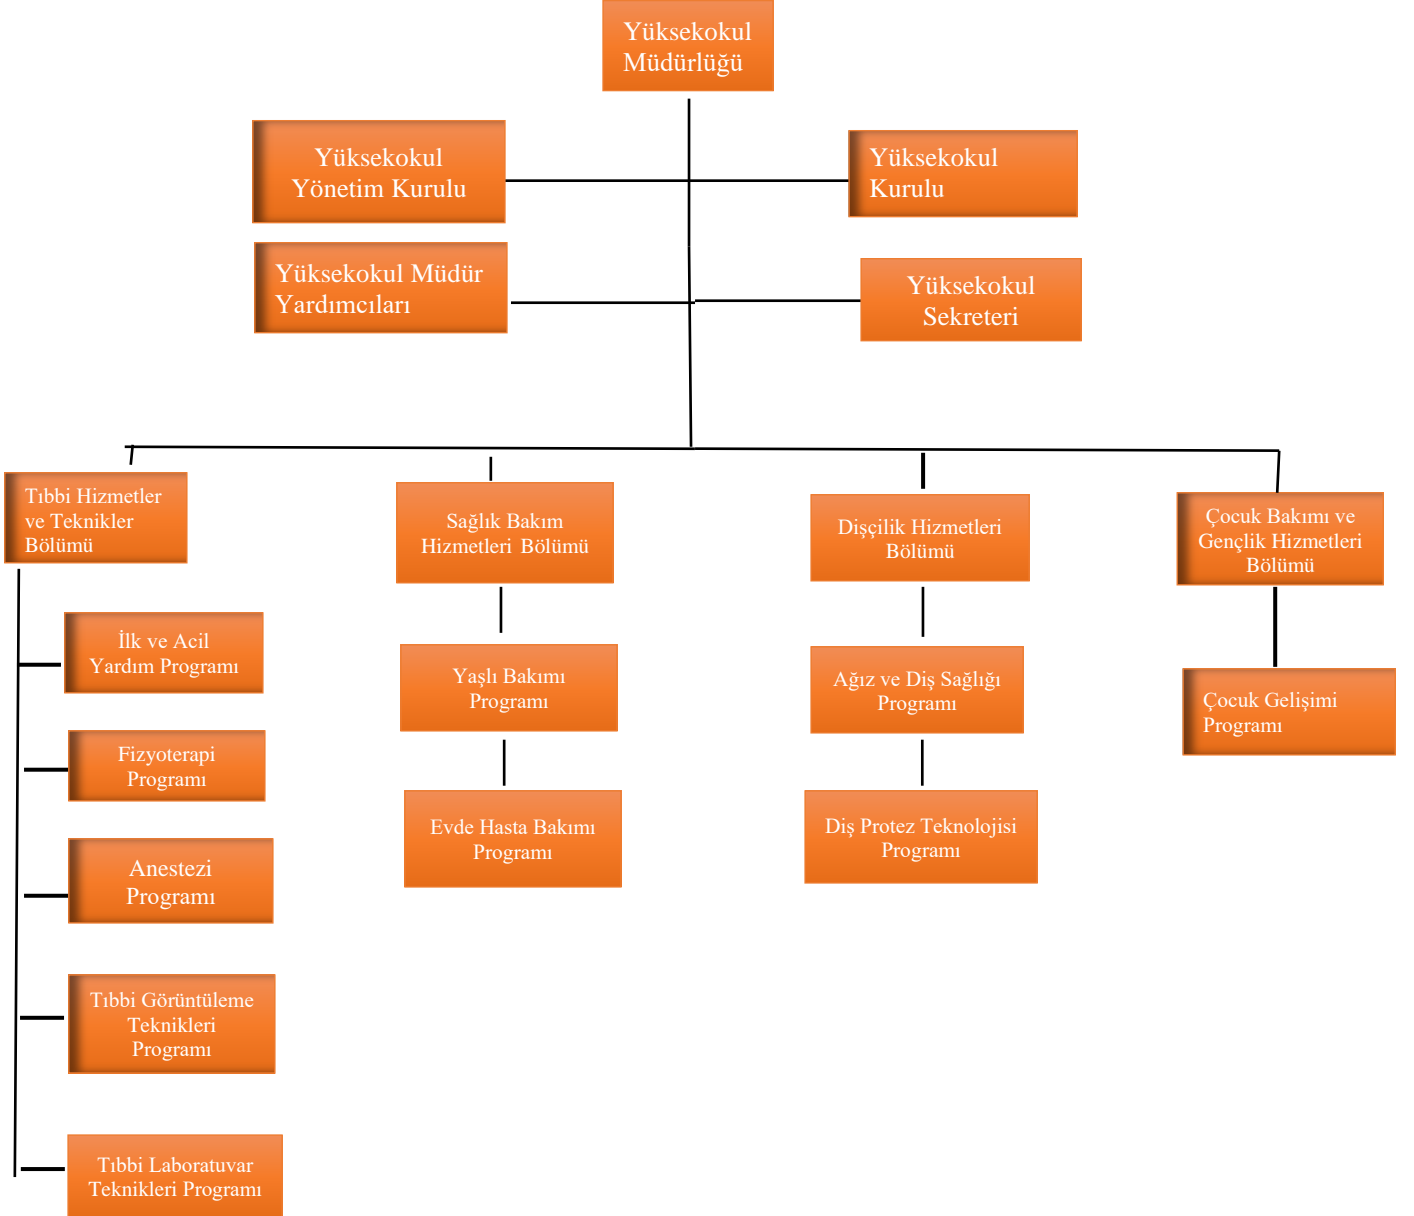 Yüksekokul
Müdürlüğü
Yüksekokul
Yönetim Kurulu
Yüksekokul
Kurulu
Yüksekokul Müdür
Yardımcıları
Yüksekokul
Sekreteri
Tıbbi Hizmetler
ve Teknikler
Bölümü
Sağlık Bakım
Hizmetleri Bölümü
Dişçilik Hizmetleri
Bölümü
Çocuk Bakımı ve
Gençlik Hizmetleri
Bölümü
İlk ve Acil
Yardım Programı
Yaşlı Bakımı
Programı
Ağız ve Diş Sağlığı
Programı
Çocuk Gelişimi
Programı
Fizyoterapi
Programı
Evde Hasta Bakımı
Programı
Diş Protez Teknolojisi
Programı
Anestezi
Programı
Tıbbi Görüntüleme
Teknikleri
Programı
Tıbbi Laboratuvar
Teknikleri Programı